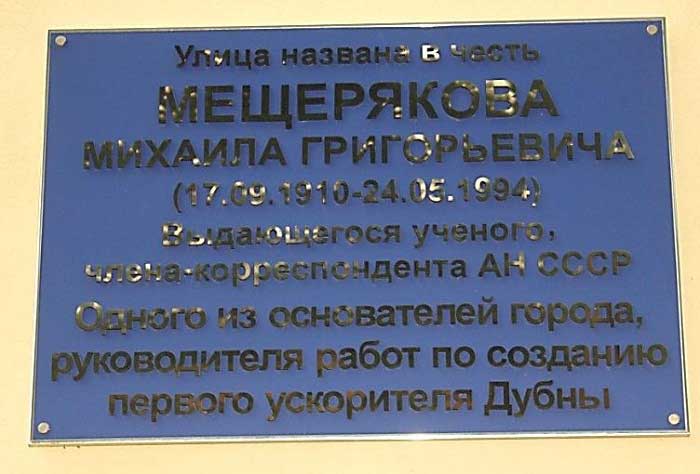 Улица названа в честь
МЕЩЕРЯКОВА
МИХАИЛА ГРИГОРЬЕВИЧА
(17.09.1910-24.05.1994)
Выдающегося ученого,
члена-корреспондента АН СССР
Одного из основателей города,
руководителя работ по созданию
первого ускорителя Дубны